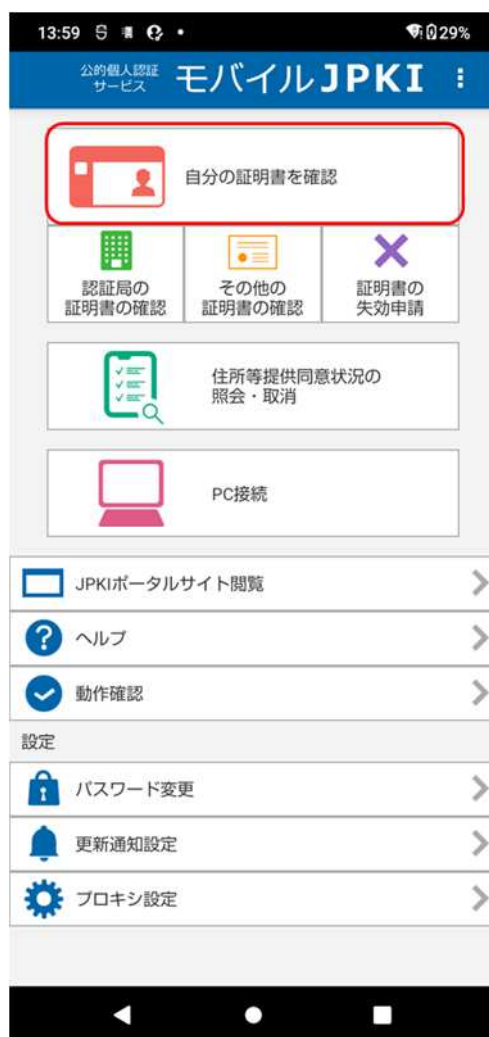 13:59
29%
公的個人認証
サービス
モバイルJPKI
自分の証明書を確認
認証局の
証明書の確認
その他の
証明書の確認
証明書の
失効申請
住所等提供同意状況の
照会・取消
PC接続
JPKIポータルサイト閲覧
ヘルプ
動作確認
設定
パスワード変更
更新通知設定
プロキシ設定